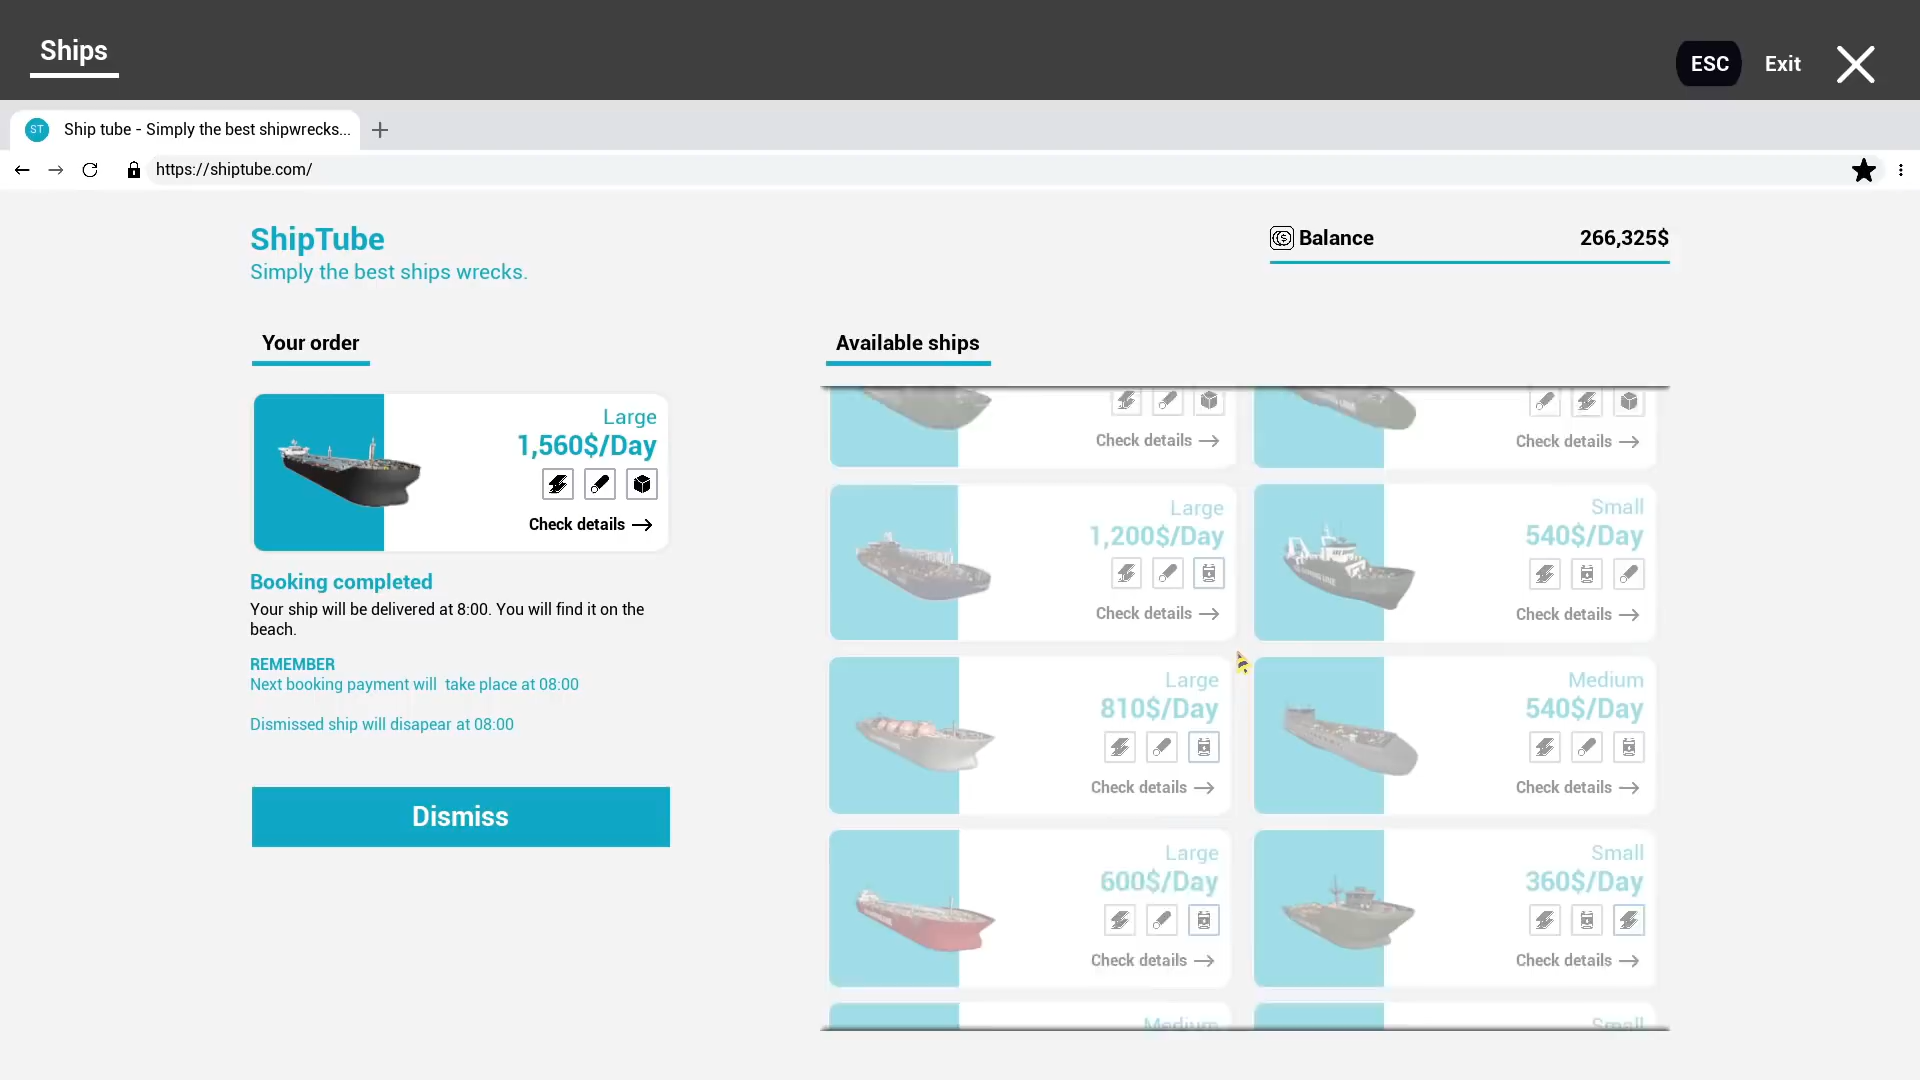 Ships
ESC Exit
ST Ship tube - Simply the best shipwrecks...
https://shiptube.com/
ShipTube
Simply the best ships wrecks.
Balance 266,325$
Your order
Large
1,560$/Day
Check details
Booking completed
Your ship will be delivered at 8:00. You will find it on the
beach.
REMEMBER
Next booking payment will  take place at 08:00
Dismissed ship will disapear at 08:00
Dismiss
Available ships
Check details
Check details
Large
1,200$/Day
Check details
Small
540$/Day
Check details
Large
810$/Day
Check details
Medium
540$/Day
Check details
Large
600$/Day
Check details
Small
360$/Day
Check details
Medium
Small